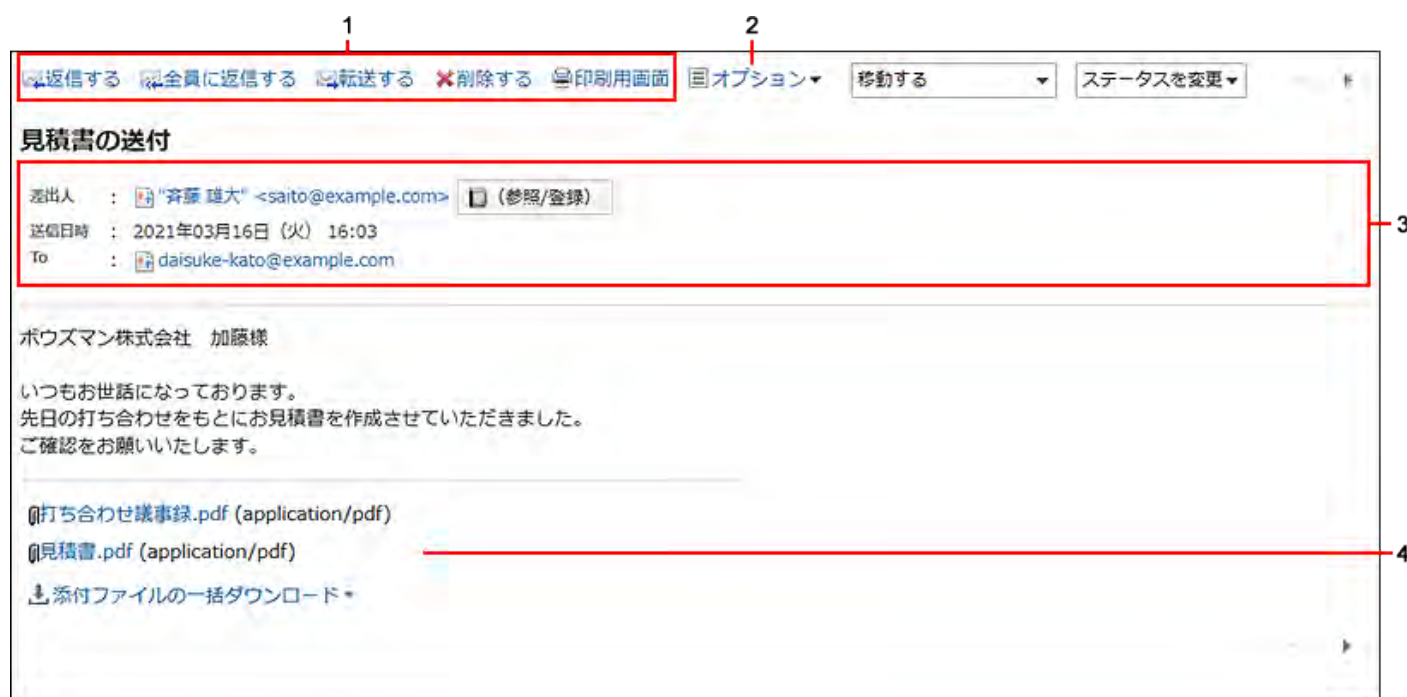 1 2
返信する 全員に返信する 転送する 削除する 印刷用画面 オプション 移動する ステータスを変更
見積書の送付
差出人 : "斉藤 雄大" <saito@example.com> (参照/登録)
3
送信日時 : 2021年03月16日（火） 16:03
To : daisuke-kato@example.com
ボウズマン株式会社 加藤様
いつもお世話になっております。
先日の打ち合わせをもとにお見積書を作成させていただきました。
ご確認をお願いいたします。
打ち合わせ議事録.pdf (application/pdf)
見積書.pdf (application/pdf)
4
添付ファイルの一括ダウンロード